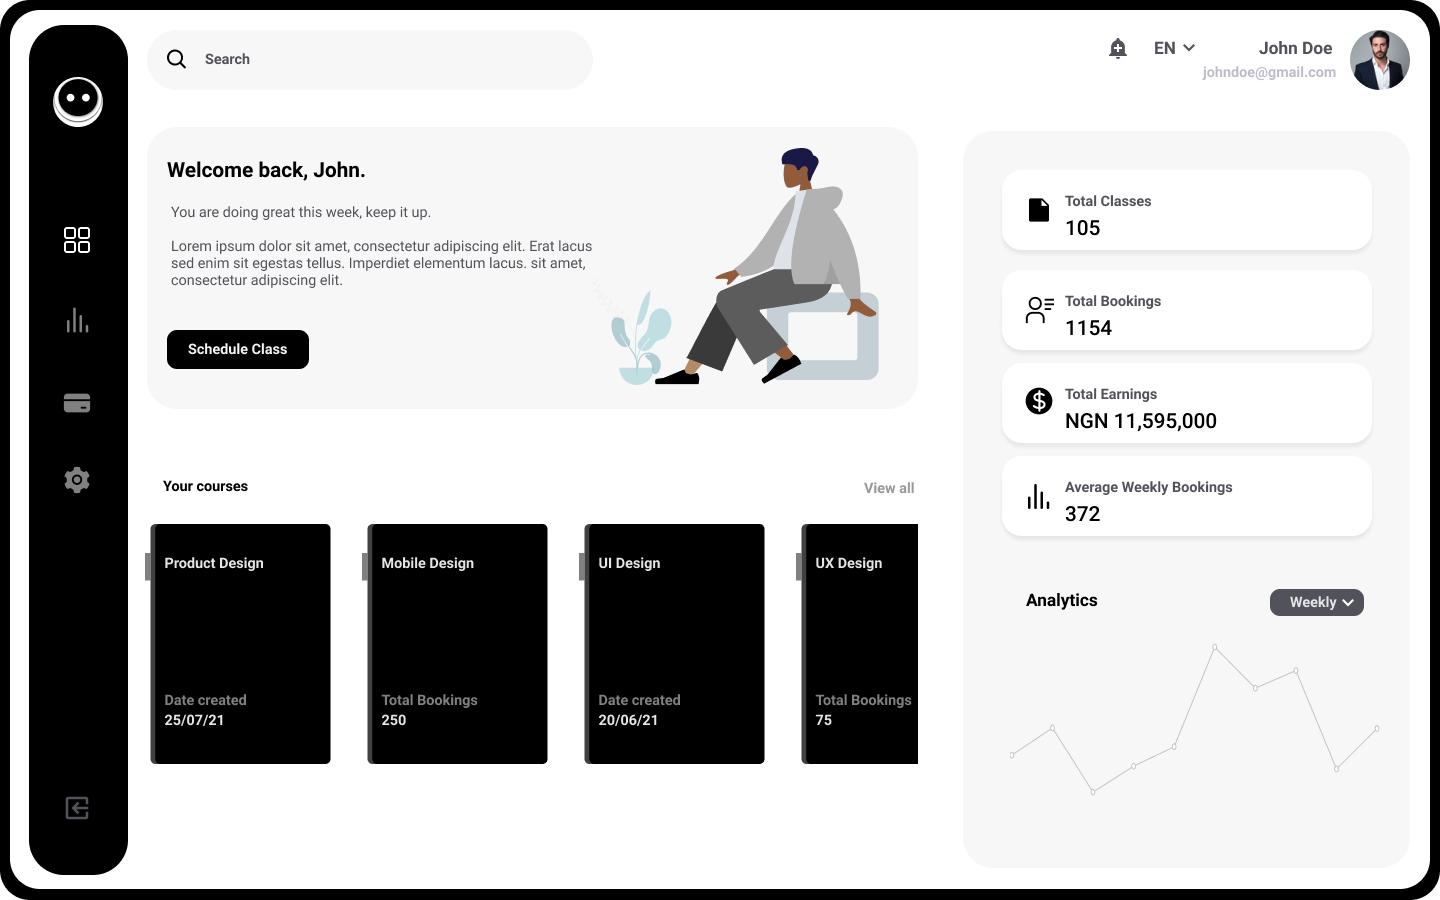 Search
EN
John Doe
johndoe@gmail.com
Welcome back, John.
You are doing great this week, keep it up.
Lorem ipsum dolor sit amet, consectetur adipiscing elit. Erat lacus
sed enim sit egestas tellus. Imperdiet elementum lacus. sit amet,
consectetur adipiscing elit.
Schedule Class
Your courses
View all
Product Design
Date created
25/07/21
Mobile Design
Total Bookings
250
UI Design
Date created
20/06/21
UX Design
Total Bookings
75
Total Classes
105
Total Bookings
1154
Total Earnings
NGN 11,595,000
Average Weekly Bookings
372
Analytics
Weekly